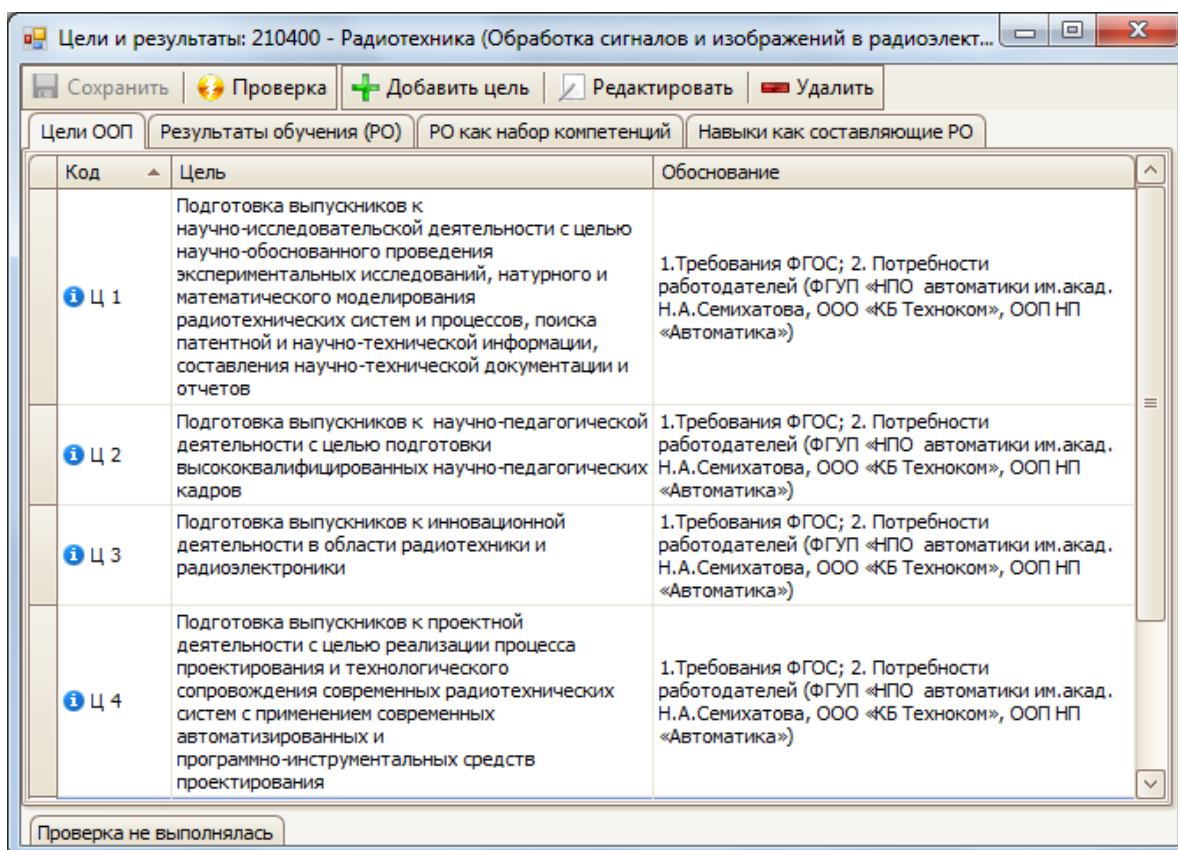 Цели и результаты: 210400 - Радиотехника (Обработка сигналов и изображений в радиоэлект...
Сохранить Проверка Добавить цель Редактировать Удалить
Цели ООП Результаты обучения (РО) РО как набор компетенций Навыки как составляющие РО
Код Цель Обоснование
Ц 1
Подготовка выпускников к
научно-исследовательской деятельности с целью
научно-обоснованного проведения
экспериментальных исследований, натурного и
математического моделирования
радиотехнических систем и процессов, поиска
патентной и научно-технической информации,
составления научно-технической документации и
отчетов
1.Требования ФГОС; 2. Потребности
работодателей (ФГУП «НПО автоматики им.акад.
Н.А.Семихатова, ООО «КБ Техноком», ООП НП
«Автоматика»)
Ц 2
Подготовка выпускников к научно-педагогической
деятельности с целью подготовки
высококвалифицированных научно-педагогических
кадров
1.Требования ФГОС; 2. Потребности
работодателей (ФГУП «НПО автоматики им.акад.
Н.А.Семихатова, ООО «КБ Техноком», ООП НП
«Автоматика»)
Ц 3
Подготовка выпускников к инновационной
деятельности в области радиотехники и
радиоэлектроники
1.Требования ФГОС; 2. Потребности
работодателей (ФГУП «НПО автоматики им.акад.
Н.А.Семихатова, ООО «КБ Техноком», ООП НП
«Автоматика»)
Ц 4
Подготовка выпускников к проектной
деятельности с целью реализации процесса
проектирования и технологического
сопровождения современных радиотехнических
систем с применением современных
автоматизированных и
программно-инструментальных средств
проектирования
1.Требования ФГОС; 2. Потребности
работодателей (ФГУП «НПО автоматики им.акад.
Н.А.Семихатова, ООО «КБ Техноком», ООП НП
«Автоматика»)
Проверка не выполнялась